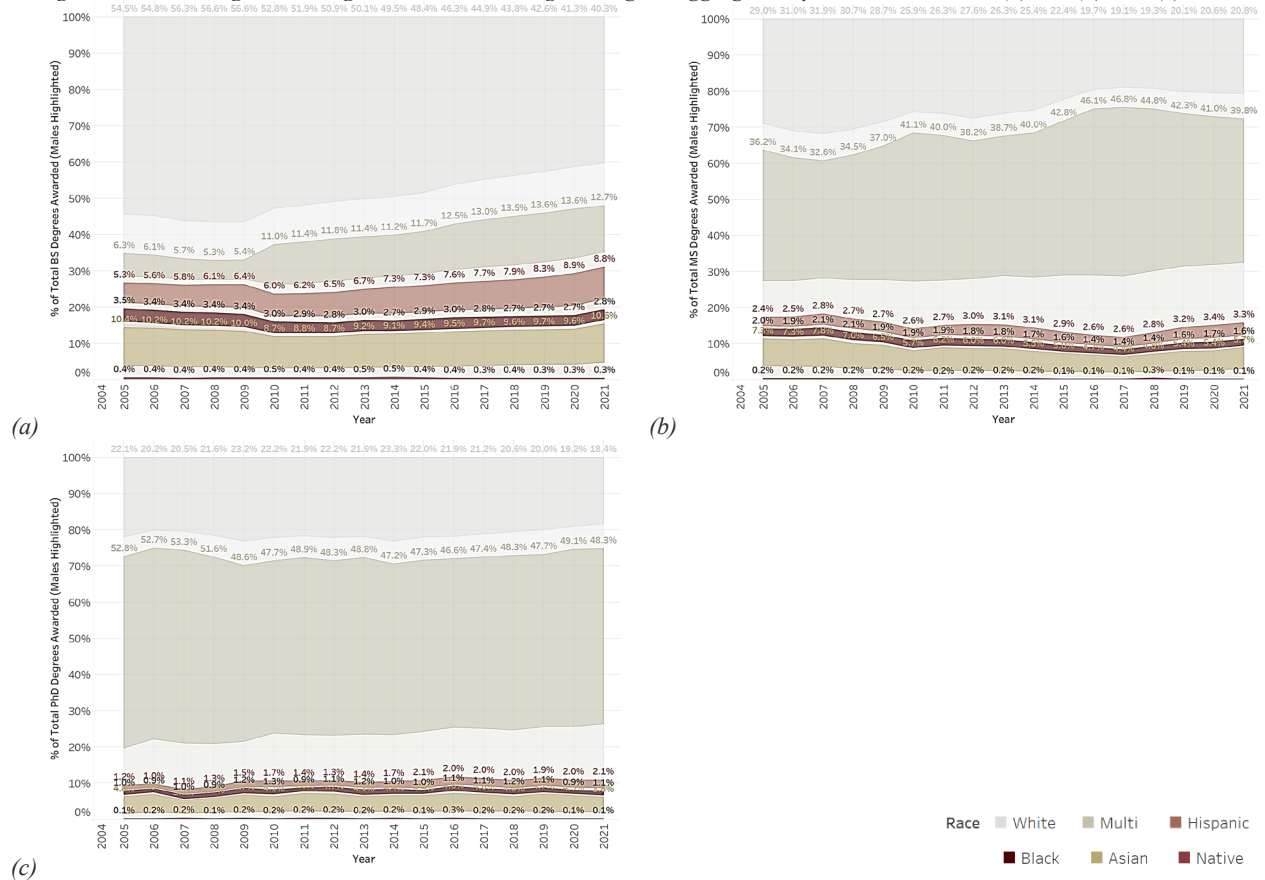 54.5% 54.8% 56.3% 56.6% 56.6% 52.8% 51.9% 50.9% 50.1% 49.5% 48.4% 46.3% 44.9% 43.8% 42.6% 41.3% 40.3%
100%
90%
80%
70%
60%
50%
40%
30%
20%
10%
0%
% of Total BS Degrees Awarded (Males Highlighted)
6.3% 6.1% 5.7% 5.3% 5.4% 11.0% 11.4% 11.8% 11.4% 11.2% 11.7% 12.5% 13.0% 13.5% 13.6% 13.6% 12.7%
5.3% 5.6% 5.8% 6.1% 6.4% 6.0% 6.2% 6.5% 6.7% 7.3% 7.3% 7.6% 7.7% 7.9% 8.3% 8.9% 8.8%
3.5% 3.4% 3.4% 3.4% 3.4% 3.0% 2.9% 2.8% 3.0% 2.7% 2.9% 3.0% 2.8% 2.7% 2.7% 2.7% 2.8%
10.4% 10.2% 10.2% 10.2% 10.0% 8.7% 8.8% 8.7% 9.2% 9.1% 9.4% 9.5% 9.7% 9.6% 9.7% 9.6% 10.6%
0.4% 0.4% 0.4% 0.4% 0.4% 0.5% 0.4% 0.4% 0.5% 0.5% 0.4% 0.4% 0.3% 0.4% 0.3% 0.3% 0.3%
2004 2005 2006 2007 2008 2009 2010 2011 2012 2013 2014 2015 2016 2017 2018 2019 2020 2021
Year
(a)
29.0% 31.0% 31.9% 30.7% 28.7% 25.9% 26.3% 27.6% 26.3% 25.4% 22.4% 19.7% 19.1% 19.3% 20.1% 20.6% 20.8%
100%
90%
80%
70%
60%
50%
40%
30%
20%
10%
0%
% of Total MS Degrees Awarded (Males Highlighted)
36.2% 34.1% 32.6% 34.5% 37.0% 41.1% 40.0% 38.2% 38.7% 40.0% 42.8% 46.1% 46.8% 44.8% 42.3% 41.0% 39.8%
2.4% 2.5% 2.8% 2.7% 2.7% 2.6% 2.7% 3.0% 3.1% 3.1% 2.9% 2.6% 2.6% 2.8% 3.2% 3.4% 3.3%
2.0% 1.9% 2.1% 2.1% 1.9% 1.9% 1.9% 1.8% 1.8% 1.7% 1.6% 1.4% 1.4% 1.4% 1.6% 1.7% 1.6%
7.3% 7.8% 7.0% 5.7% 6.2%
0.2% 0.2% 0.2% 0.2% 0.2% 0.2% 0.2% 0.2% 0.2% 0.2% 0.1% 0.1% 0.1% 0.3% 0.1% 0.1% 0.1%
2004 2005 2006 2007 2008 2009 2010 2011 2012 2013 2014 2015 2016 2017 2018 2019 2020 2021
Year
(b)
22.1% 20.2% 20.5% 21.6% 23.2% 22.2% 21.9% 22.2% 21.9% 23.3% 22.0% 21.9% 21.2% 20.6% 20.0% 19.2% 18.4%
100%
90%
80%
70%
60%
50%
40%
30%
20%
10%
0%
% of Total PhD Degrees Awarded (Males Highlighted)
52.8% 52.7% 53.3% 51.6% 48.6% 47.7% 48.9% 48.3% 48.8% 47.2% 47.3% 46.6% 47.4% 48.3% 47.7% 49.1% 48.3%
1.2% 1.0% 1.1% 1.3% 1.5% 1.7% 1.4% 1.3% 1.4% 1.7% 2.1% 2.0% 2.0% 2.0% 1.9% 2.0% 2.1%
1.0% 0.9% 1.0% 0.9% 1.2% 1.3% 0.9% 1.1% 1.2% 1.0% 1.0% 1.1% 1.1% 1.2% 1.1% 0.9% 1.1%
0.1% 0.2% 0.2% 0.1% 0.2% 0.2% 0.2% 0.2% 0.2% 0.2% 0.1% 0.3% 0.2% 0.1% 0.2% 0.1% 0.1%
2004 2005 2006 2007 2008 2009 2010 2011 2012 2013 2014 2015 2016 2017 2018 2019 2020 2021
Year
(c)
Race White Multi Hispanic
Black Asian Native